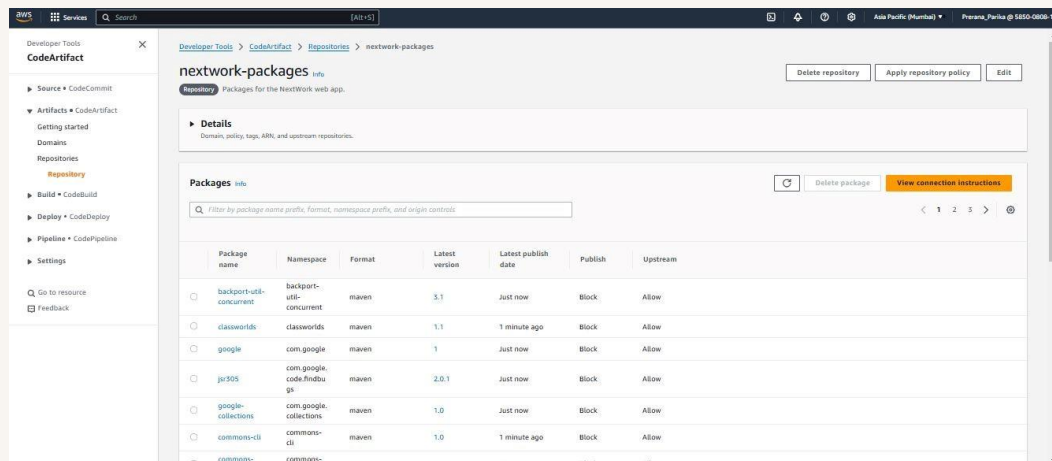 aws Services Search [Alt+S] Asia Pacific (Mumbai) Prerana_Parika @ 5850-0808-1
Developer Tools
CodeArtifact
Source • CodeCommit
Artifacts • CodeArtifact
Getting started
Domains
Repositories
Repository
Build • CodeBuild
Deploy • CodeDeploy
Pipeline • CodePipeline
Settings
Go to resource
Feedback
Developer Tools > CodeArtifact > Repositories > nextwork-packages
nextwork-packages Info
Delete repository Apply repository policy Edit
Repository Packages for the NextWork web app.
Details
Domain, policy, tags, ARN, and upstream repositories.
Packages Info
Delete package View connection instructions
Filter by package name prefix, format, namespace prefix, and origin controls
< 1 2 3 >
Package name Namespace Format Latest version Latest publish date Publish Upstream
backport-util-concurrent backport-util-concurrent maven 3.1 Just now Block Allow
classworlds classworlds maven 1.1 1 minute ago Block Allow
google com.google maven 1 Just now Block Allow
jsr305 com.google.code.findbugs maven 2.0.1 Just now Block Allow
google-collections com.google.collections maven 1.0 Just now Block Allow
commons-cli commons-cli maven 1.0 1 minute ago Block Allow
commons- commons-